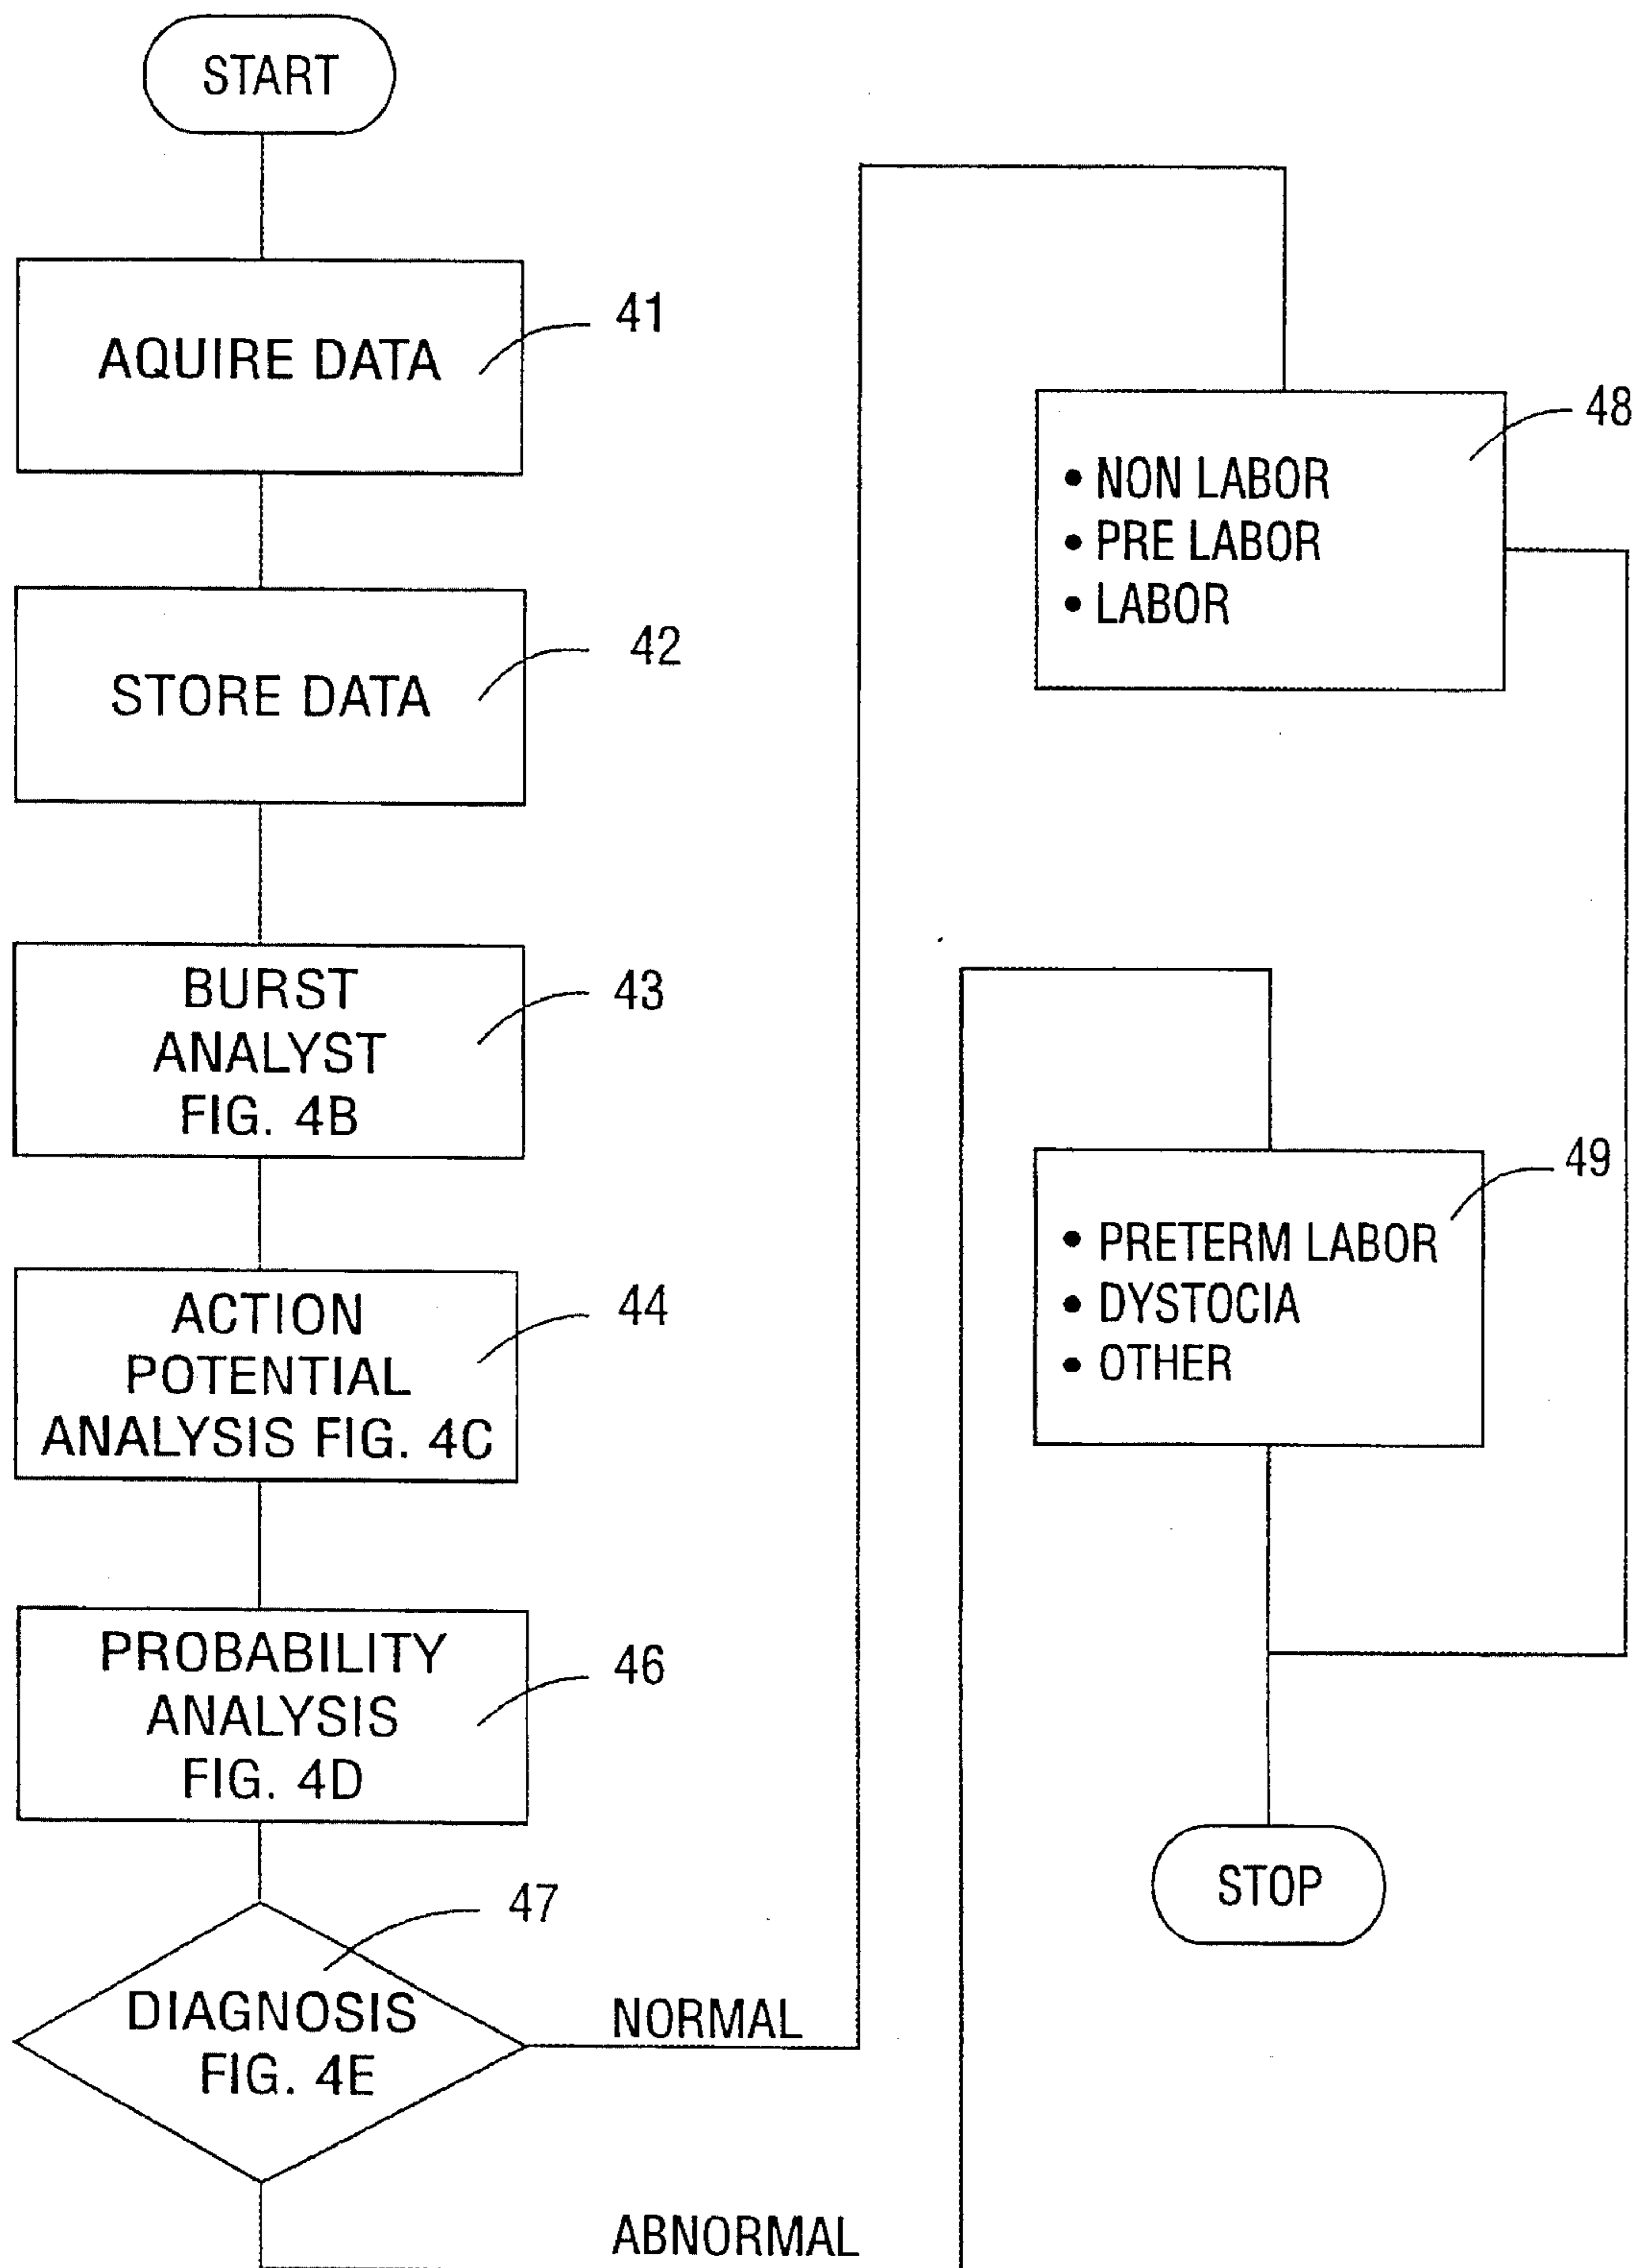 START
AQUIRE DATA
41
STORE DATA
42
BURST
ANALYST
FIG. 4B
43
ACTION
POTENTIAL
ANALYSIS FIG. 4C
44
PROBABILITY
ANALYSIS
FIG. 4D
46
DIAGNOSIS
FIG. 4E
47
NORMAL
ABNORMAL
• NON LABOR
• PRE LABOR
• LABOR
48
• PRETERM LABOR
• DYSTOCIA
• OTHER
49
STOP